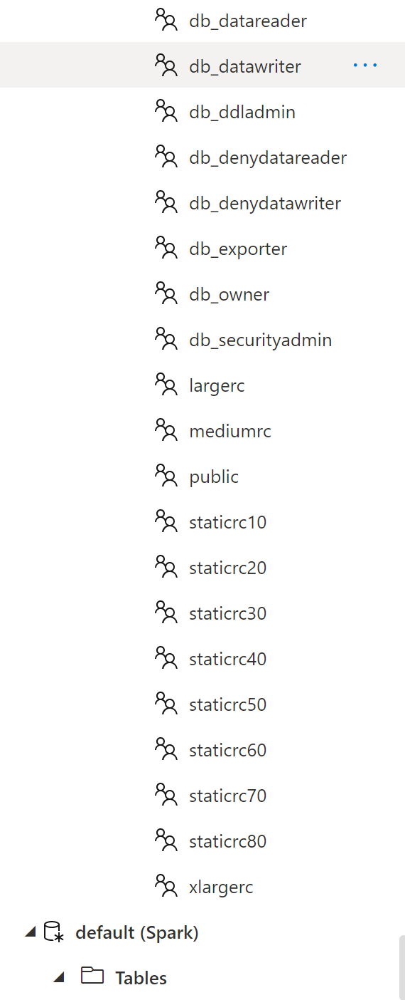 db_datareader
db_datawriter
db_ddladmin
db_denydatareader
db_denydatawriter
db_exporter
db_owner
db_securityadmin
largerc
mediumrc
public
staticrc10
staticrc20
staticrc30
staticrc40
staticrc50
staticrc60
staticrc70
staticrc80
xlargerc
default (Spark)
Tables